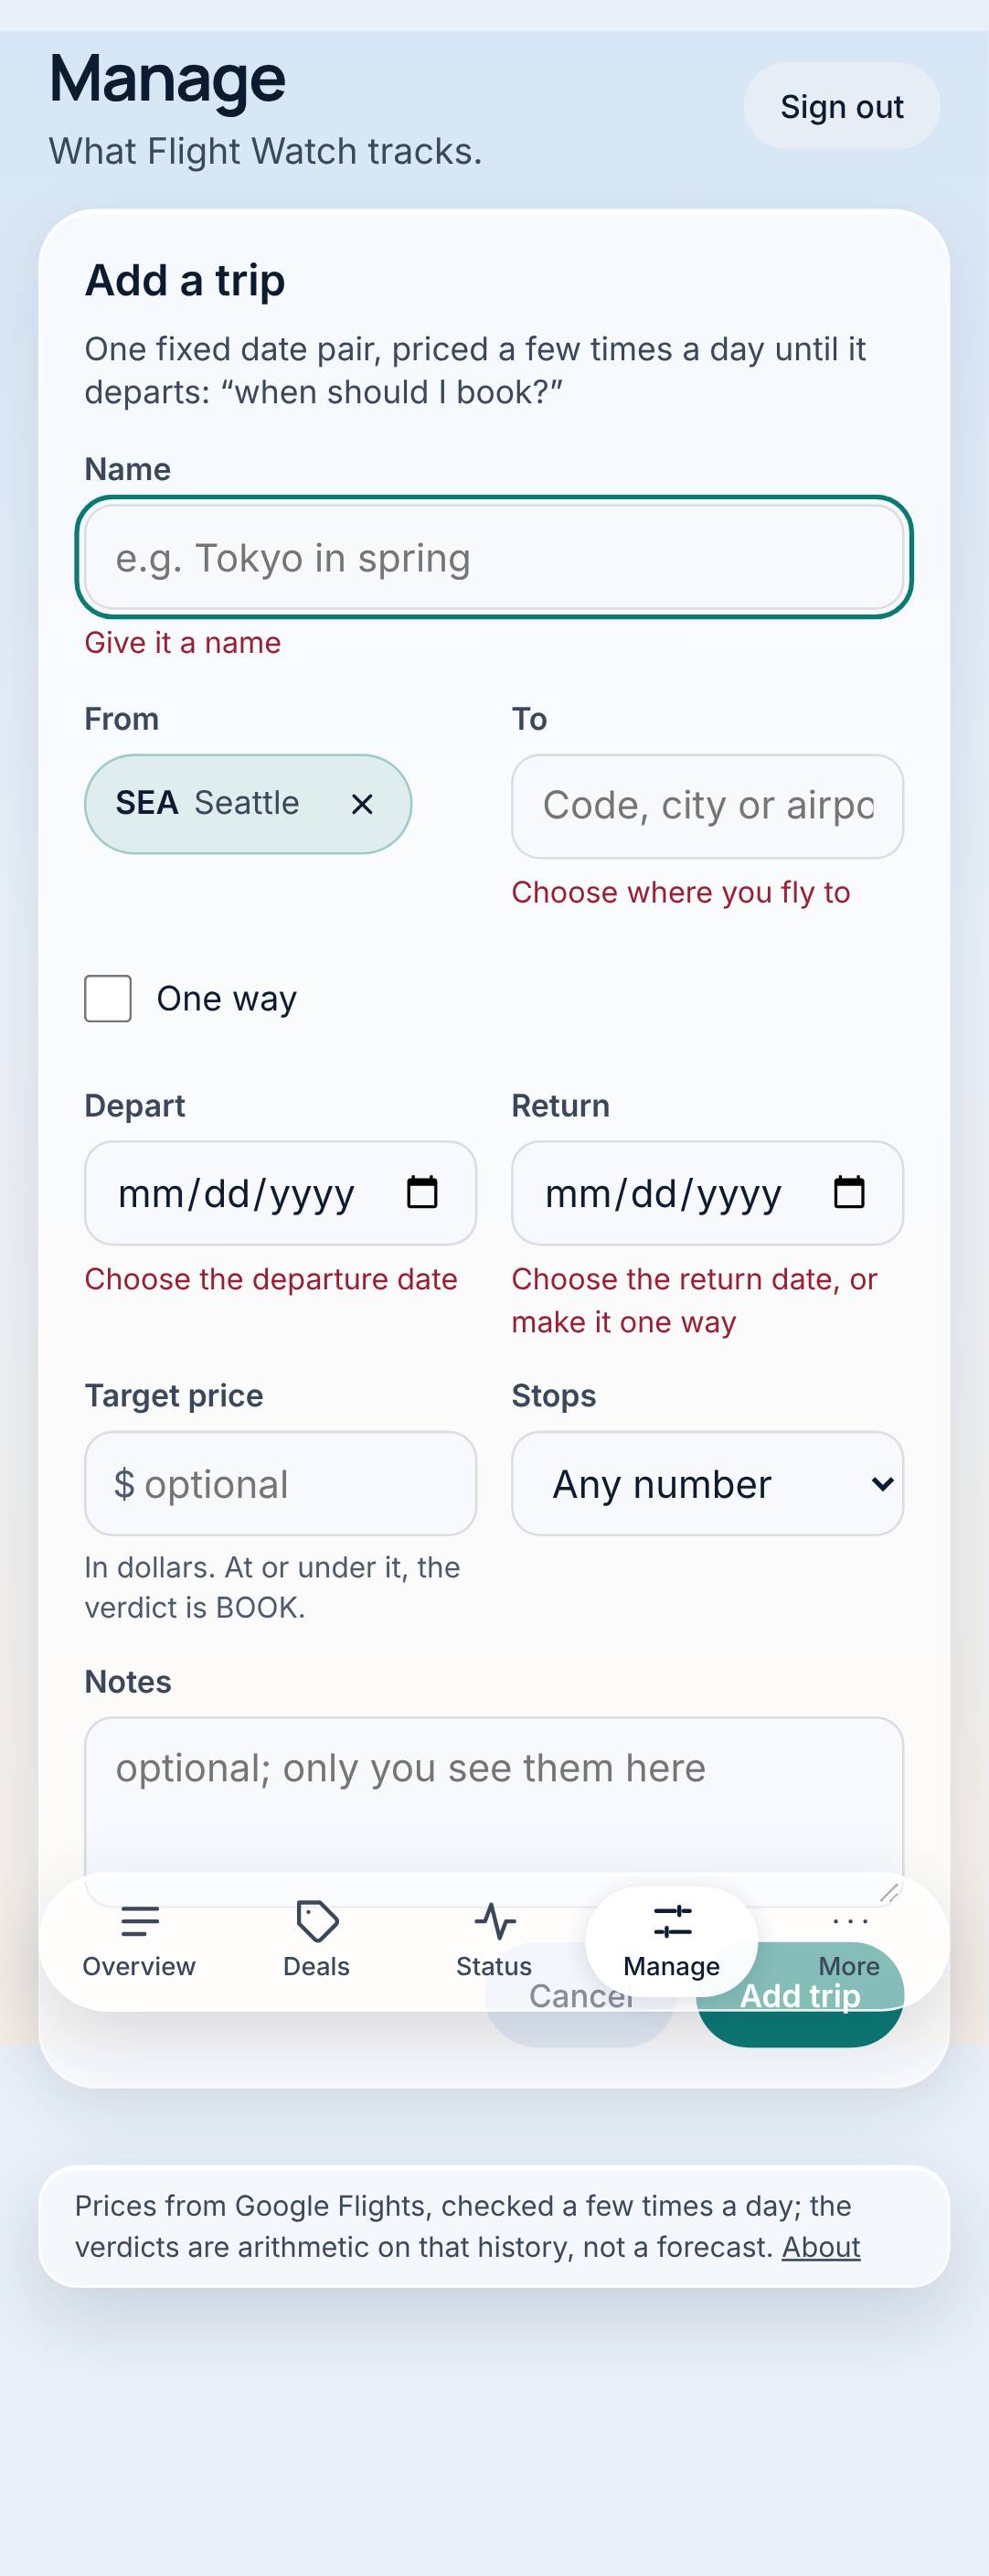 Manage
Sign out
What Flight Watch tracks.
Add a trip
One fixed date pair, priced a few times a day until it
departs: “when should I book?”
Name
e.g. Tokyo in spring
Give it a name
From
To
SEA Seattle
Code, city or airpo
Choose where you fly to
One way
Depart
Return
mm/dd/yyyy
mm/dd/yyyy
Choose the departure date
Choose the return date, or
make it one way
Target price
Stops
$ optional
Any number
In dollars. At or under it, the
verdict is BOOK.
Notes
optional; only you see them here
Overview
Deals
Status
Manage
More
Cancel
Add trip
Prices from Google Flights, checked a few times a day; the
verdicts are arithmetic on that history, not a forecast. About